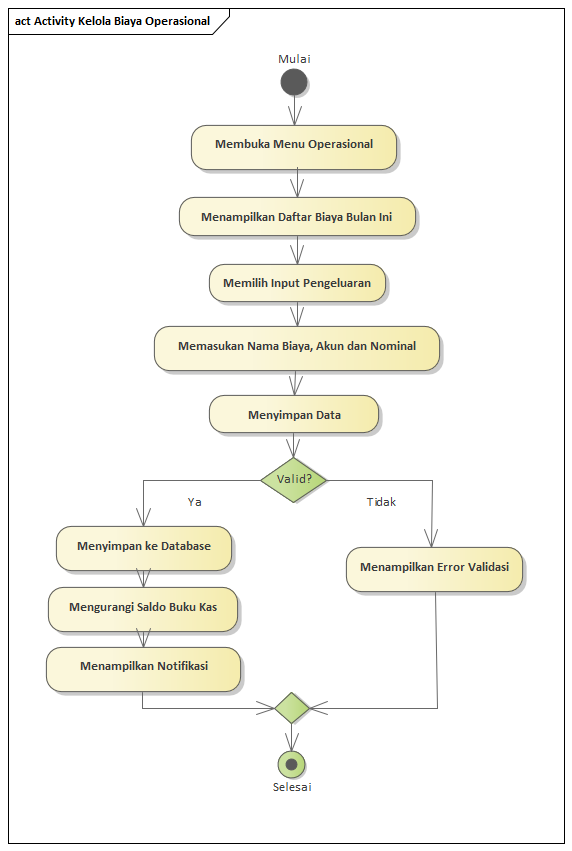 act Activity Kelola Biaya Operasional
Mulai
Membuka Menu Operasional
Menampilkan Daftar Biaya Bulan Ini
Memilih Input Pengeluaran
Memasukan Nama Biaya, Akun dan Nominal
Menyimpan Data
Valid?
Ya
Tidak
Menyimpan ke Database
Menampilkan Error Validasi
Mengurangi Saldo Buku Kas
Menampilkan Notifikasi
Selesai